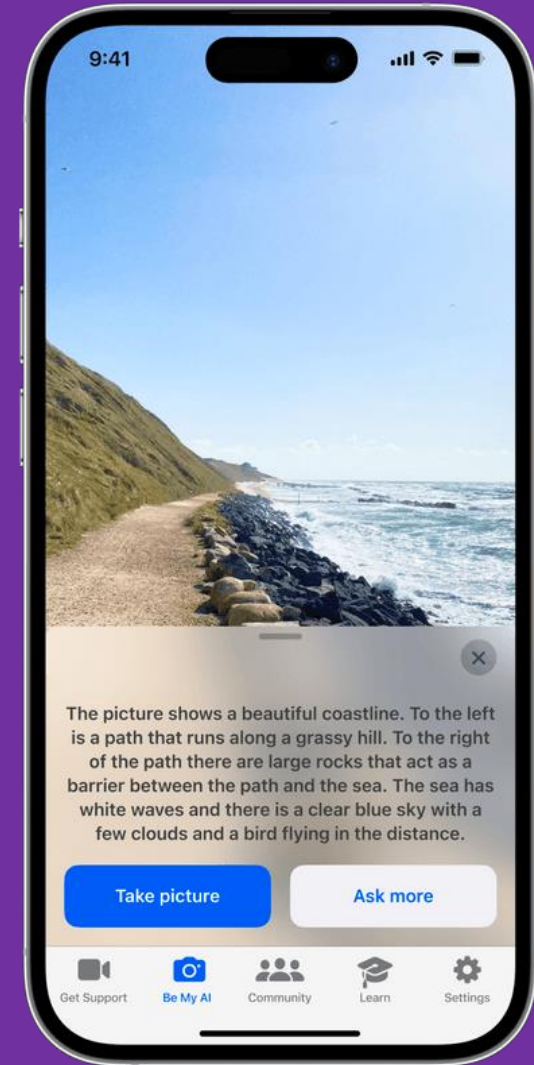 9:41
The picture shows a beautiful coastline. To the left
is a path that runs along a grassy hill. To the right
of the path there are large rocks that act as a
barrier between the path and the sea. The sea has
white waves and there is a clear blue sky with a
few clouds and a bird flying in the distance.
Take picture
Ask more
Get Support
Be My AI
Community
Learn
Settings